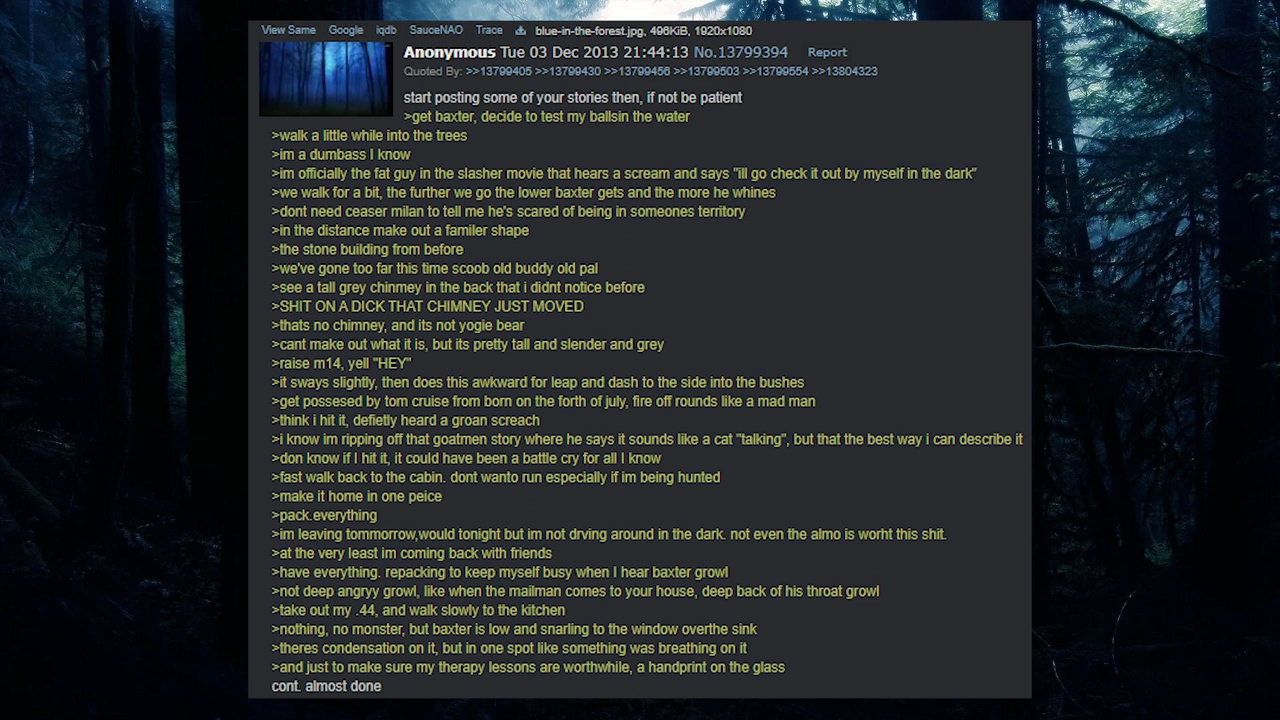 View Same Google iqdb SauceNAO Trace blue-in-the-forest.jpg, 496KiB, 1920x1080
Anonymous Tue 03 Dec 2013 21:44:13 No.13799394 Report
Quoted By: >>13799405 >>13799430 >>13799456 >>13799503 >>13799554 >>13804323
start posting some of your stories then, if not be patient
>get baxter, decide to test my ballsin the water
>walk a little while into the trees
>im a dumbass I know
>im officially the fat guy in the slasher movie that hears a scream and says "ill go check it out by myself in the dark"
>we walk for a bit, the further we go the lower baxter gets and the more he whines
>dont need ceaser milan to tell me he's scared of being in someones territory
>in the distance make out a familer shape
>the stone building from before
>we've gone too far this time scoob old buddy old pal
>see a tall grey chinmey in the back that i didnt notice before
>SHIT ON A DICK THAT CHIMNEY JUST MOVED
>thats no chimney, and its not yogie bear
>cant make out what it is, but its pretty tall and slender and grey
>raise m14, yell "HEY"
>it sways slightly, then does this awkward for leap and dash to the side into the bushes
>get possesed by tom cruise from born on the forth of july, fire off rounds like a mad man
>think i hit it, defietly heard a groan screach
>i know im ripping off that goatmen story where he says it sounds like a cat "talking", but that the best way i can describe it
>don know if I hit it, it could have been a battle cry for all I know
>fast walk back to the cabin. dont wanto run especially if im being hunted
>make it home in one peice
>pack.everything
>im leaving tommorrow,would tonight but im not drving around in the dark. not even the almo is worht this shit.
>at the very least im coming back with friends
>have everything. repacking to keep myself busy when I hear baxter growl
>not deep angryy growl, like when the mailman comes to your house, deep back of his throat growl
>take out my .44, and walk slowly to the kitchen
>nothing, no monster, but baxter is low and snarling to the window overthe sink
>theres condensation on it, but in one spot like something was breathing on it
>and just to make sure my therapy lessons are worthwhile, a handprint on the glass
cont. almost done